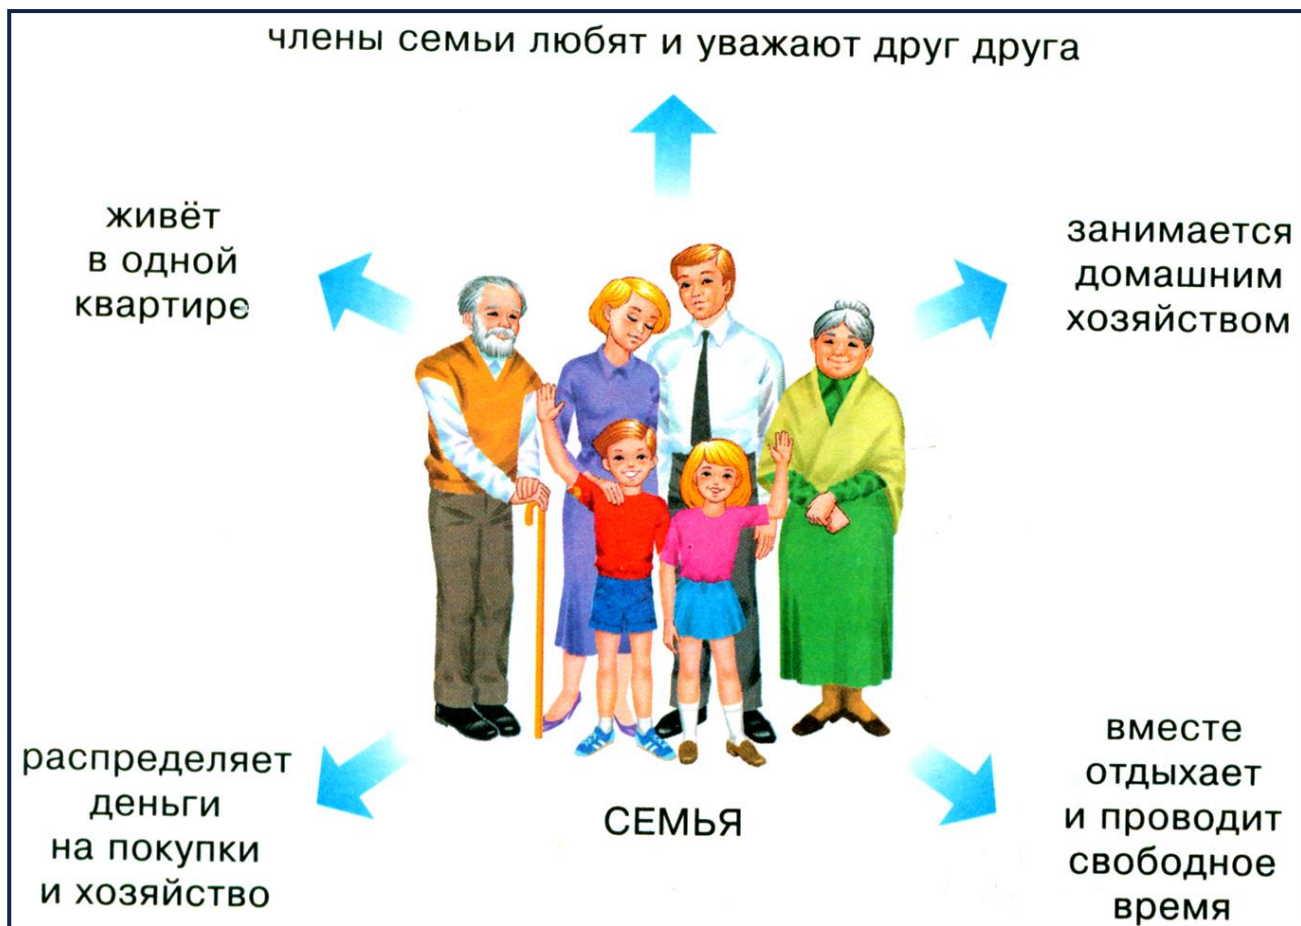 члены семьи любят и уважают друг друга
живёт
в одной
квартире
занимается
домашним
хозяйством
распределяет
деньги
на покупки
и хозяйство
СЕМЬЯ
вместе
отдыхает
и проводит
свободное
время